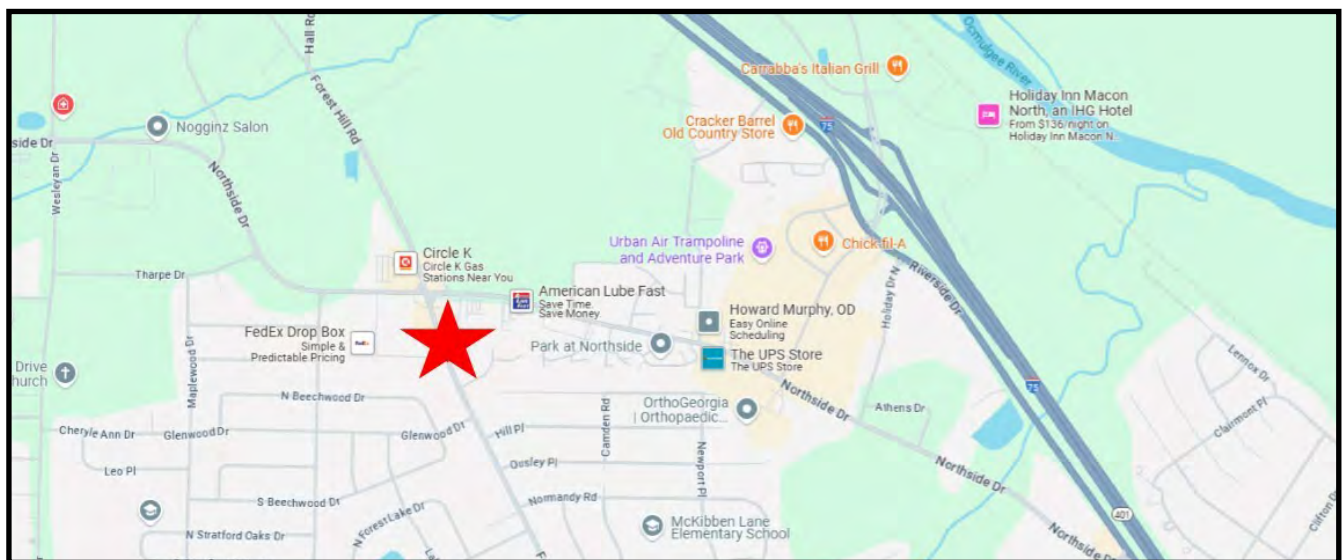 Hall Rd
Forest Hill Rd
Ocmulgee River
Carrabba's Italian Grill
75
Holiday Inn Macon
North, an IHG Hotel
From $136/night on
Holiday Inn Macon N...
Cracker Barrel
Old Country Store
Nogginz Salon
side Dr
Wesleyan Dr
Northside Dr
Urban Air Trampoline
and Adventure Park
Chick-fil-A
Circle K
Circle K Gas
Stations Near You
Tharpe Dr
American Lube Fast
Save Time.
Save Money.
Howard Murphy, OD
Easy Online
Scheduling
Holiday Dr N
Riverside Dr
FedEx Drop Box
Simple &
Predictable Pricing
FedEx
Park at Northside
The UPS Store
The UPS Store
Drive
hurch
Maplewood Dr
N Beechwood Dr
Northside Dr
75
Lennox Dr
OrthoGeorgia
| Orthopaedic...
Athens Dr
Clairmont Pl
Cheryle Ann Dr
Glenwood Dr
Glenwood Dr
Hill Pl
Camden Rd
Newport Pl
Leo Pl
Ousley Pl
Northside Dr
S Beechwood Dr
Normandy Rd
401
Clifton D
N Stratford Oaks Dr
N Forest Lake Dr
McKibben Lane
Elementary School